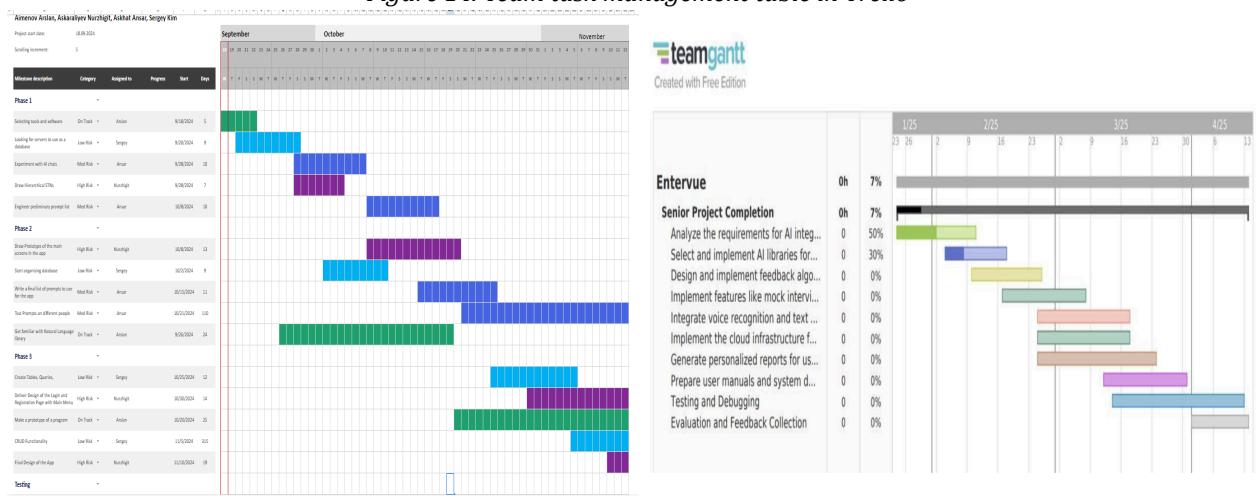 Figure 14. Team task management table in Trello
Aimenov Arslan, Askaraliyev Nurzhigit, Askhat Ansar, Sergey Kim
Project start date: 18.09.2024
Scrolling increment: 5
September October November
Milestone description Category Assigned to Progress Start Days
Phase 1
Selecting tools and software On Track Arslan 9/18/2024 5
Looking for servers to use as a
database Low Risk Sergey 9/20/2024 9
Experiment with AI chats Med Risk Ansar 9/28/2024 10
Draw Hierarchical STNs High Risk Nurzhigit 9/28/2024 7
Engineer preliminary prompt list Med Risk Ansar 10/8/2024 10
Phase 2
Draw Prototypes of the main
screens in the app High Risk Nurzhigit 10/8/2024 13
Start organizing database Low Risk Sergey 10/2/2024 9
Write a final list of prompts to use
for the app Med Risk Ansar 10/15/2024 11
Test Prompts on different people Med Risk Ansar 10/21/2024 110
Get familiar with Natural Language
library On Track Arslan 9/26/2024 24
Phase 3
Create Tables, Queries, Low Risk Sergey 10/25/2024 12
Deliver Design of the Login and
Registration Page with Main Menu High Risk Nurzhigit 10/30/2024 14
Make a prototype of a program On Track Arslan 10/20/2024 25
CRUD Functionality Low Risk Sergey 11/5/2024 215
Final Design of the App High Risk Nurzhigit 11/10/2024 19
Testing
teamgantt
Created with Free Edition
1/25 2/25 3/25 4/25
23 26 2 9 16 23 2 9 16 23 30 6 13
Entervue 0h 7%
Senior Project Completion 0h 7%
Analyze the requirements for AI integ... 0 50%
Select and implement AI libraries for... 0 30%
Design and implement feedback algo... 0 0%
Implement features like mock intervi... 0 0%
Integrate voice recognition and text ... 0 0%
Implement the cloud infrastructure f... 0 0%
Generate personalized reports for us... 0 0%
Prepare user manuals and system d... 0 0%
Testing and Debugging 0 0%
Evaluation and Feedback Collection 0 0%